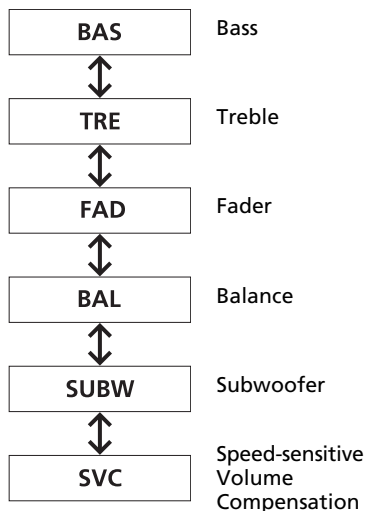 BAS Bass
TRE Treble
FAD Fader
BAL Balance
SUBW Subwoofer
Speed-sensitive
SVC Volume
Compensation